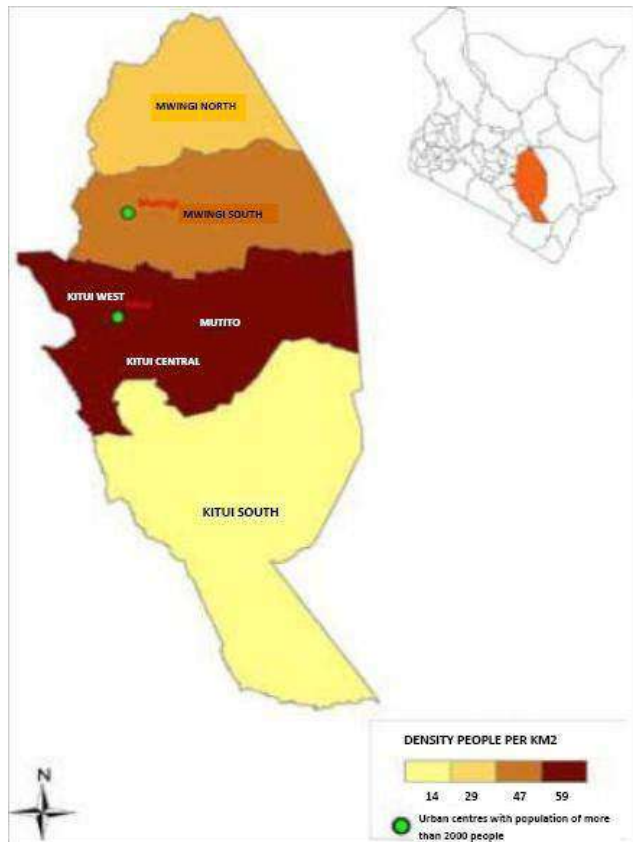 MWINGI NORTH
Mwingi
MWINGI SOUTH
KITUI WEST
MUTITO
KITUI CENTRAL
KITUI SOUTH
DENSITY PEOPLE PER KM2
14 29 47 59
Urban centres with population of more
than 2000 people
N